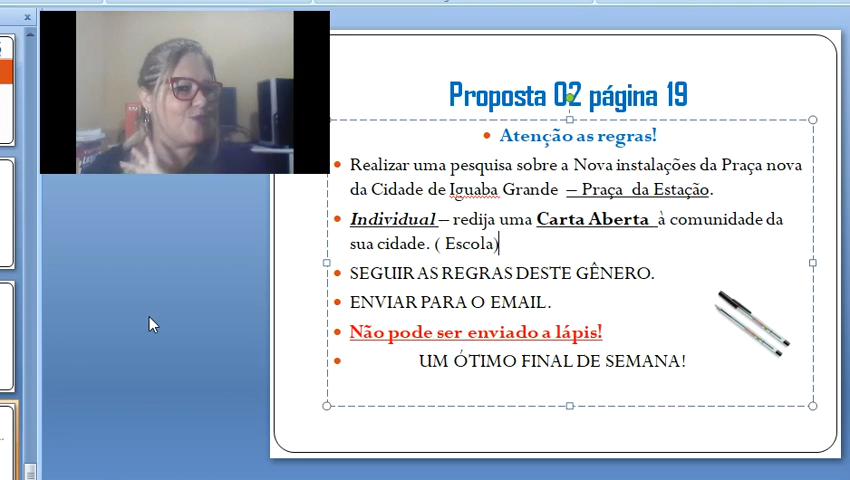 Proposta 02 página 19
Atenção as regras!
Realizar uma pesquisa sobre a Nova instalações da Praça nova
da Cidade de Iguaba Grande – Praça da Estação.
Individual – redija uma Carta Aberta à comunidade da
sua cidade. ( Escola)
SEGUIR AS REGRAS DESTE GÊNERO.
ENVIAR PARA O EMAIL.
Não pode ser enviado a lápis!
UM ÓTIMO FINAL DE SEMANA!